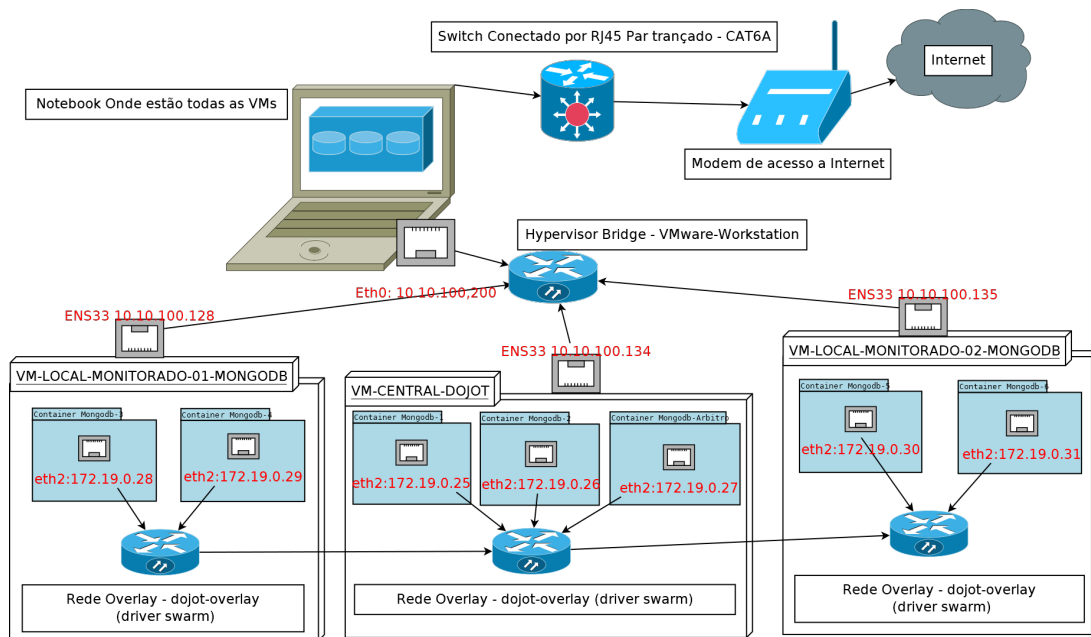 Switch Conectado por RJ45 Par trançado - CAT6A
Internet
Notebook Onde estão todas as VMs
Modem de acesso a Internet
Hypervisor Bridge - VMware-Workstation
Eth0: 10.10.100,200
ENS33 10.10.100.128
ENS33 10.10.100.134
ENS33 10.10.100.135
VM-LOCAL-MONITORADO-01-MONGODB
Container Mongodb-3
eth2:172.19.0.28
Container Mongodb-4
eth2:172.19.0.29
Rede Overlay - dojot-overlay
(driver swarm)
VM-CENTRAL-DOJOT
Container Mongodb-1
eth2:172.19.0.25
Container Mongodb-2
eth2:172.19.0.26
Container Mongodb-Arbitro
eth2:172.19.0.27
Rede Overlay - dojot-overlay (driver swarm)
VM-LOCAL-MONITORADO-02-MONGODB
Container Mongodb-5
eth2:172.19.0.30
Container Mongodb-6
eth2:172.19.0.31
Rede Overlay - dojot-overlay
(driver swarm)